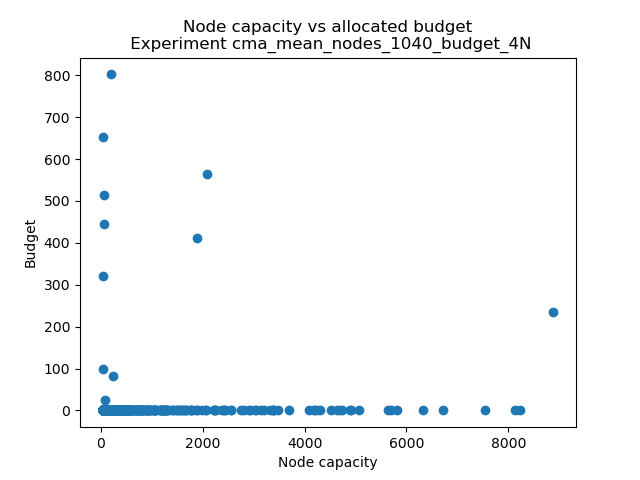 Node capacity vs allocated budget
Experiment cma_mean_nodes_1040_budget_4N
800
700
600
500
400
300
200
100
0
Budget
0 2000 4000 6000 8000
Node capacity